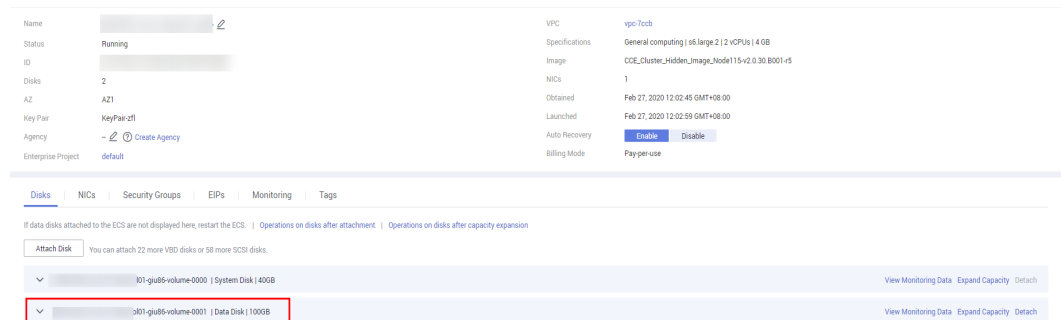 Name
Status Running
ID
Disks 2
AZ AZ1
Key Pair KeyPair-zfl
Agency – Create Agency
Enterprise Project default
VPC vpc-7ccb
Specifications General computing | s6.large.2 | 2 vCPUs | 4 GB
Image CCE_Cluster_Hidden_Image_Node115-v2.0.30.B001-r5
NICs 1
Obtained Feb 27, 2020 12:02:45 GMT+08:00
Launched Feb 27, 2020 12:02:59 GMT+08:00
Auto Recovery Enable Disable
Billing Mode Pay-per-use
Disks | NICs | Security Groups | EIPs | Monitoring | Tags
If data disks attached to the ECS are not displayed here, restart the ECS. | Operations on disks after attachment | Operations on disks after capacity expansion
Attach Disk You can attach 22 more VBD disks or 58 more SCSI disks.
l01-giu86-volume-0000 | System Disk | 40GB View Monitoring Data Expand Capacity Detach
ol01-giu86-volume-0001 | Data Disk | 100GB View Monitoring Data Expand Capacity Detach